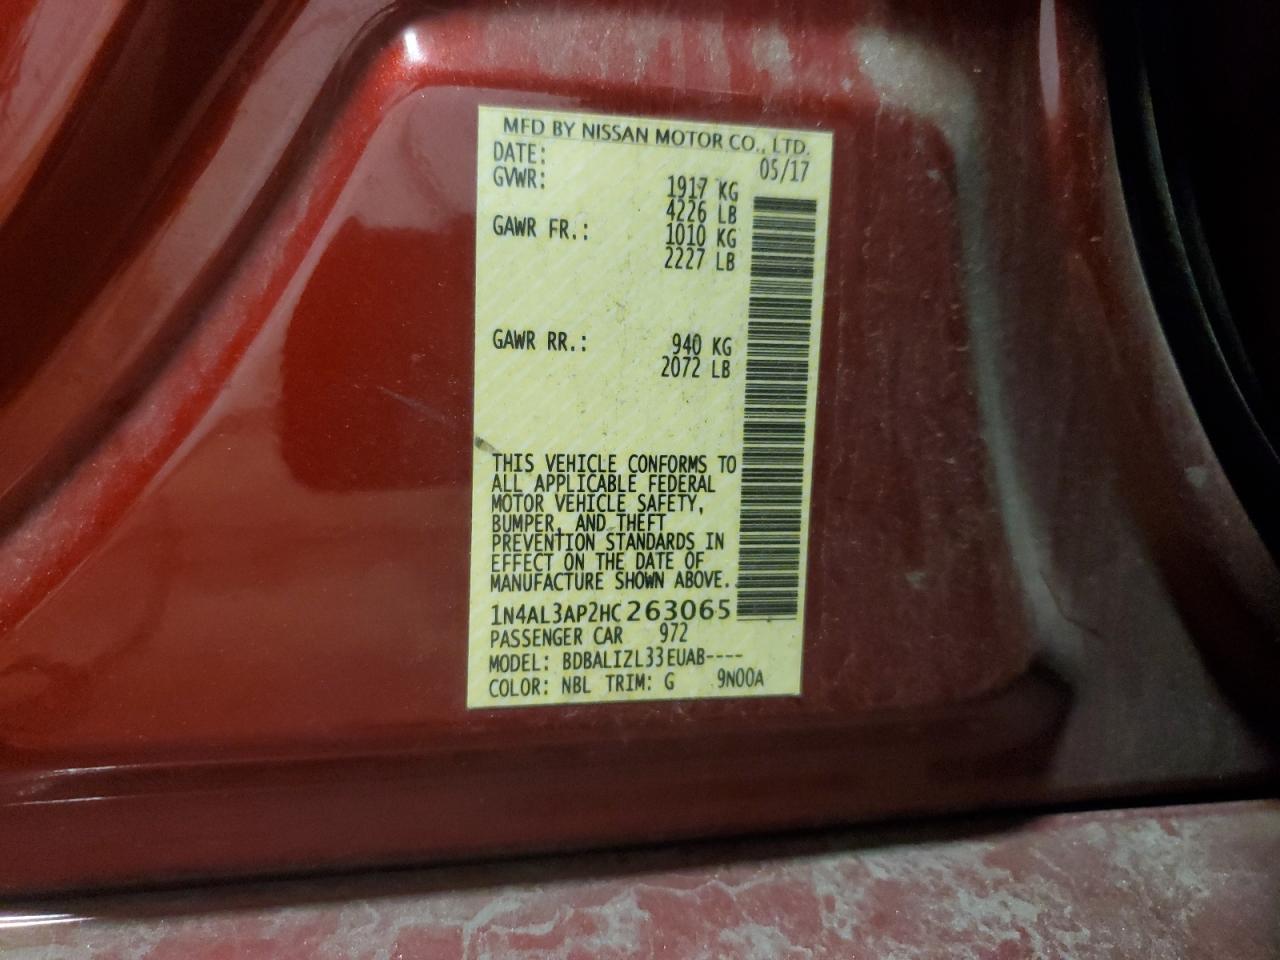 MFD BY NISSAN MOTOR CO., LTD.
DATE: 05/17
GVWR: 1917 KG
4226 LB
GAWR FR.: 1010 KG
2227 LB
GAWR RR.: 940 KG
2072 LB
THIS VEHICLE CONFORMS TO
ALL APPLICABLE FEDERAL
MOTOR VEHICLE SAFETY,
BUMPER, AND THEFT
PREVENTION STANDARDS IN
EFFECT ON THE DATE OF
MANUFACTURE SHOWN ABOVE.
1N4AL3AP2HC263065
PASSENGER CAR 972
MODEL: BDBALIZL33EUAB----
COLOR: NBL TRIM: G 9N00A